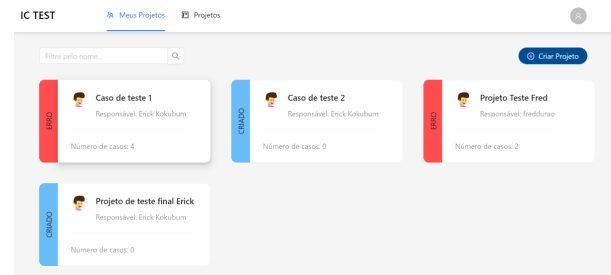 IC TEST
Meus Projetos
Projetos
Filtre pelo nome...
Criar Projeto
ERRO
Caso de teste 1
Responsável: Erick Kokubum
Número de casos: 4
CRIADO
Caso de teste 2
Responsável: Erick Kokubum
Número de casos: 0
ERRO
Projeto Teste Fred
Responsável: freddurao
Número de casos: 2
CRIADO
Projeto de teste final Erick
Responsável: Erick Kokubum
Número de casos: 0